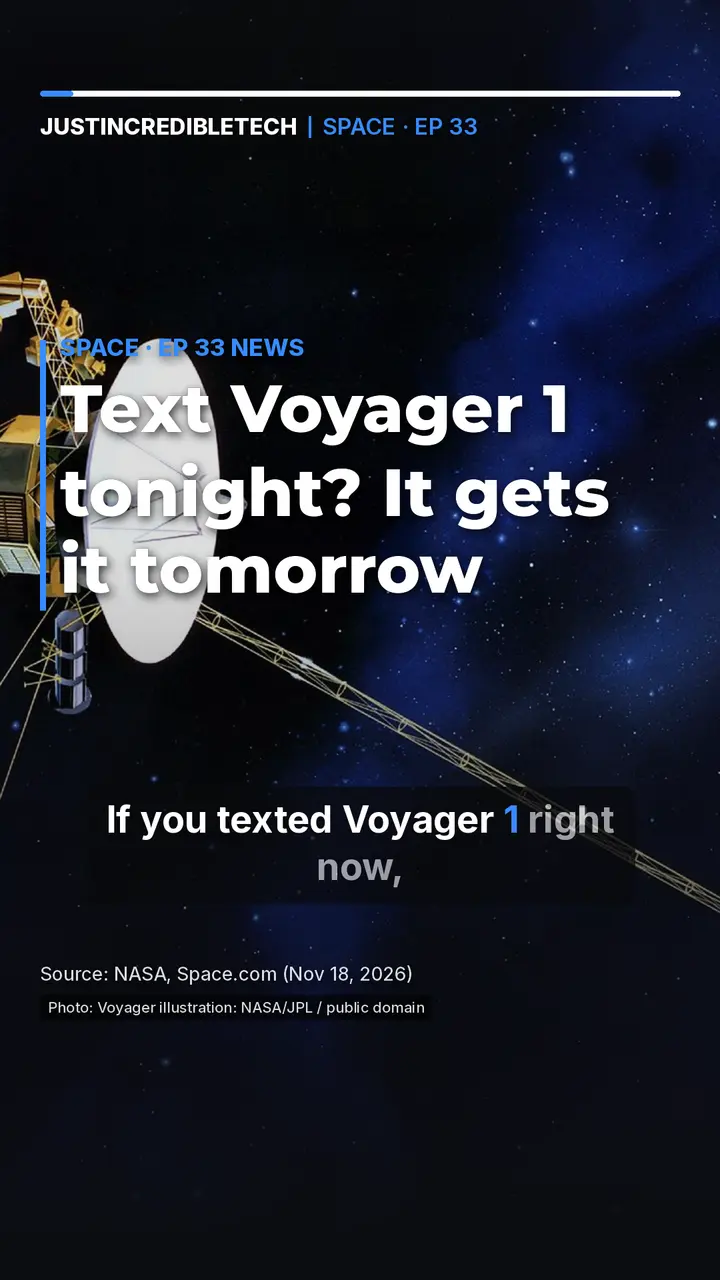 JUSTINCREDIBLETECH | SPACE · EP 33
SPACE · EP 33 NEWS
Text Voyager 1
tonight? It gets
it tomorrow
If you texted Voyager 1 right
now,
Source: NASA, Space.com (Nov 18, 2026)
Photo: Voyager illustration: NASA/JPL / public domain